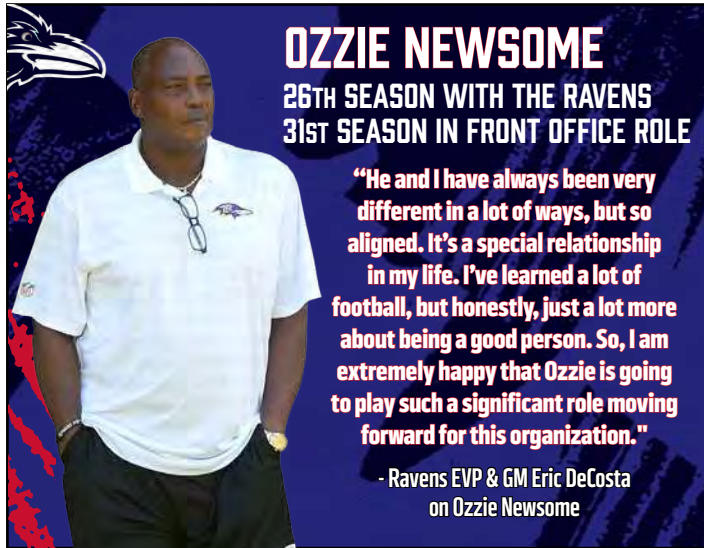 OZZIE NEWSOME
26TH SEASON WITH THE RAVENS
31ST SEASON IN FRONT OFFICE ROLE
“He and I have always been very
different in a lot of ways, but so
aligned. It’s a special relationship
in my life. I’ve learned a lot of
football, but honestly, just a lot more
about being a good person. So, I am
extremely happy that Ozzie is going
to play such a significant role moving
forward for this organization."
- Ravens EVP & GM Eric DeCosta
on Ozzie Newsome